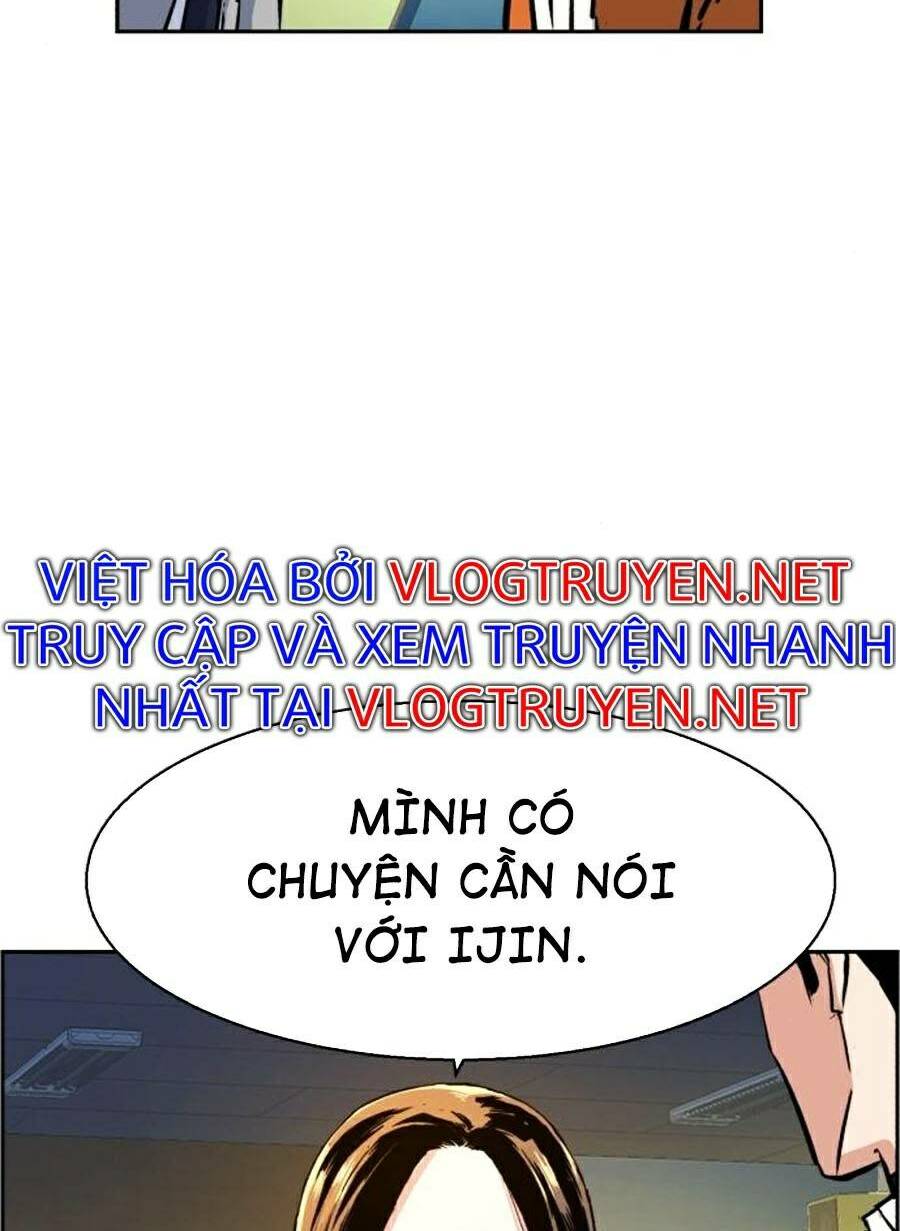 VIỆT HÓA BỞI VLOGTRUYEN.NET
TRUY CẬP VÀ XEM TRUYỆN NHANH
NHẤT TẠI VLOGTRUYEN.NET
MÌNH CÓ
CHUYỆN CẦN NÓI
VỚI IJIN.